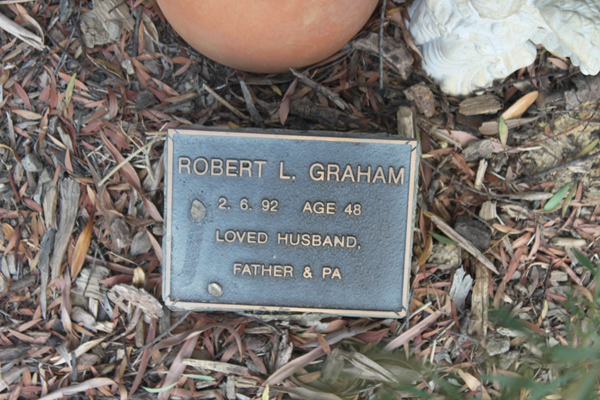 ROBERT L. GRAHAM
2. 6. 92 AGE 48
LOVED HUSBAND,
FATHER & PA